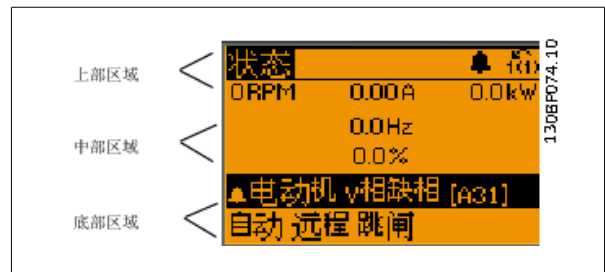 上部区域
状态 1(1)
0RPM 0.00A 0.0kW
中部区域
0.0Hz
0.0%
电动机 V相缺相 [A31]
底部区域
自动 远程 跳闸
130BP074.10